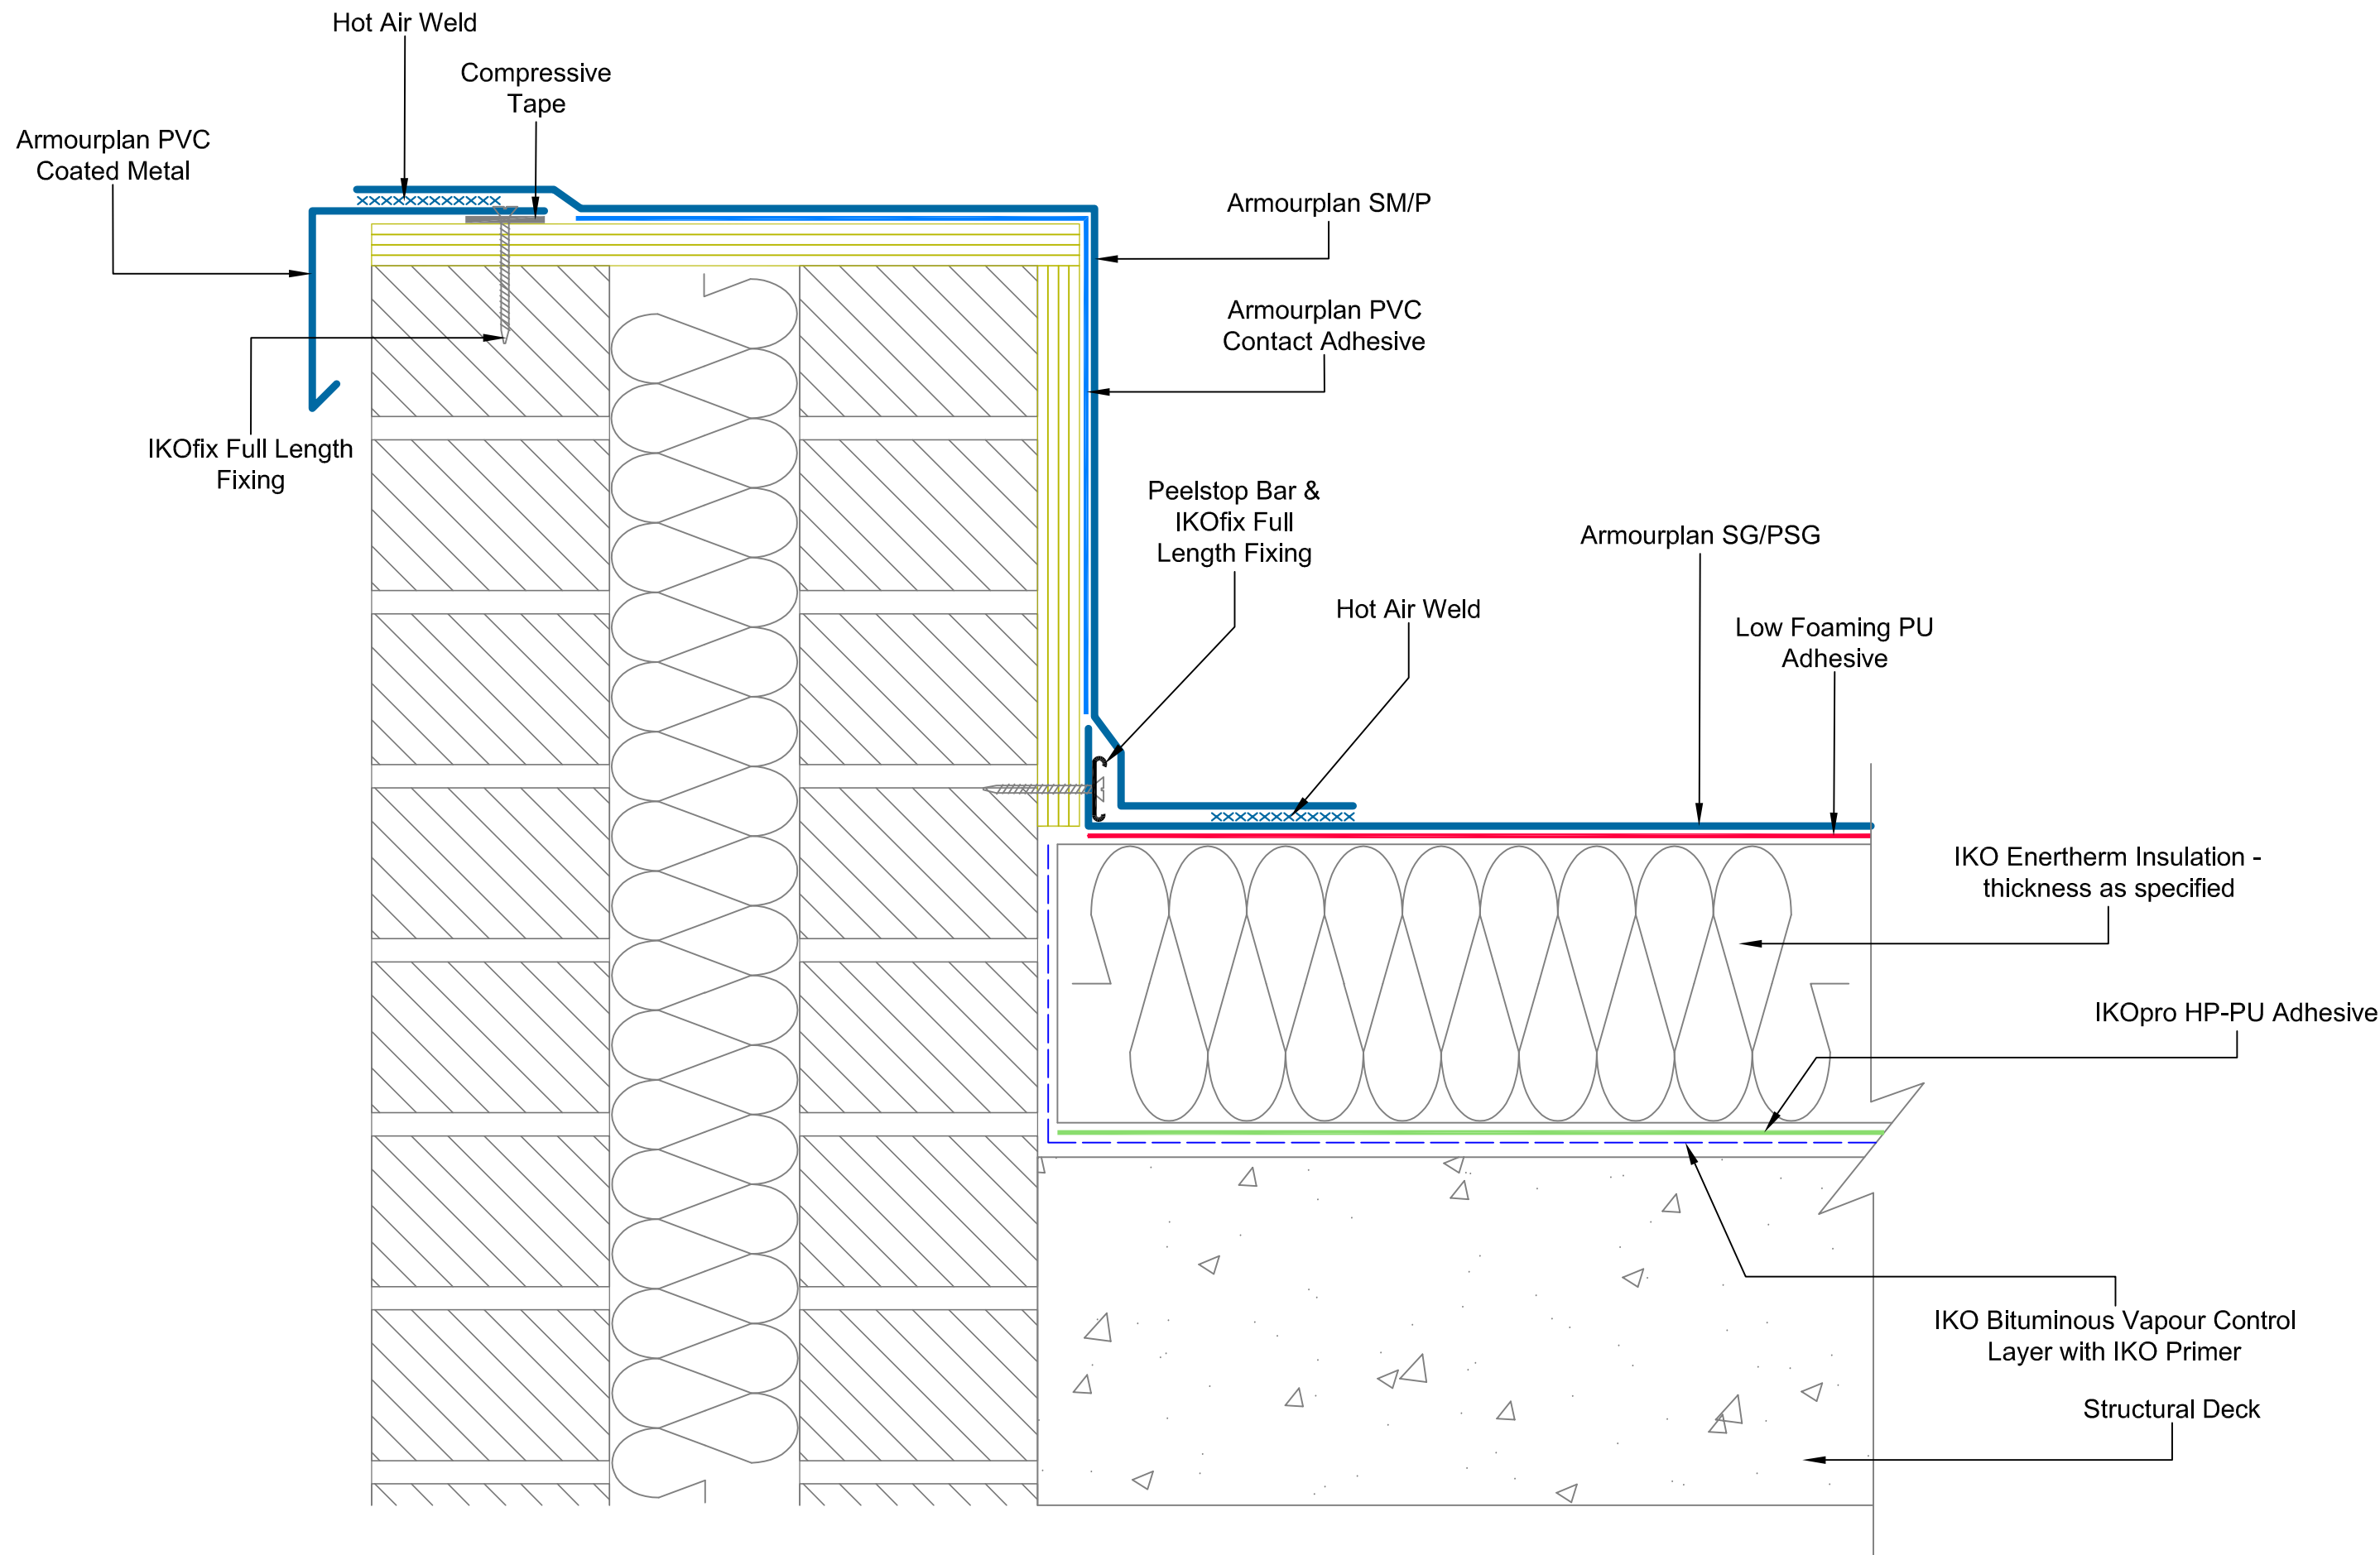 Hot Air Weld
Compressive
Tape
Armourplan PVC
Coated Metal
Armourplan SM/P
Armourplan PVC
Contact Adhesive
IKOfix Full Length
Fixing
Peelstop Bar &
IKOfix Full
Length Fixing
Armourplan SG/PSG
Hot Air Weld
Low Foaming PU
Adhesive
IKO Enertherm Insulation -
thickness as specified
IKOpro HP-PU Adhesive
IKO Bituminous Vapour Control
Layer with IKO Primer
Structural Deck